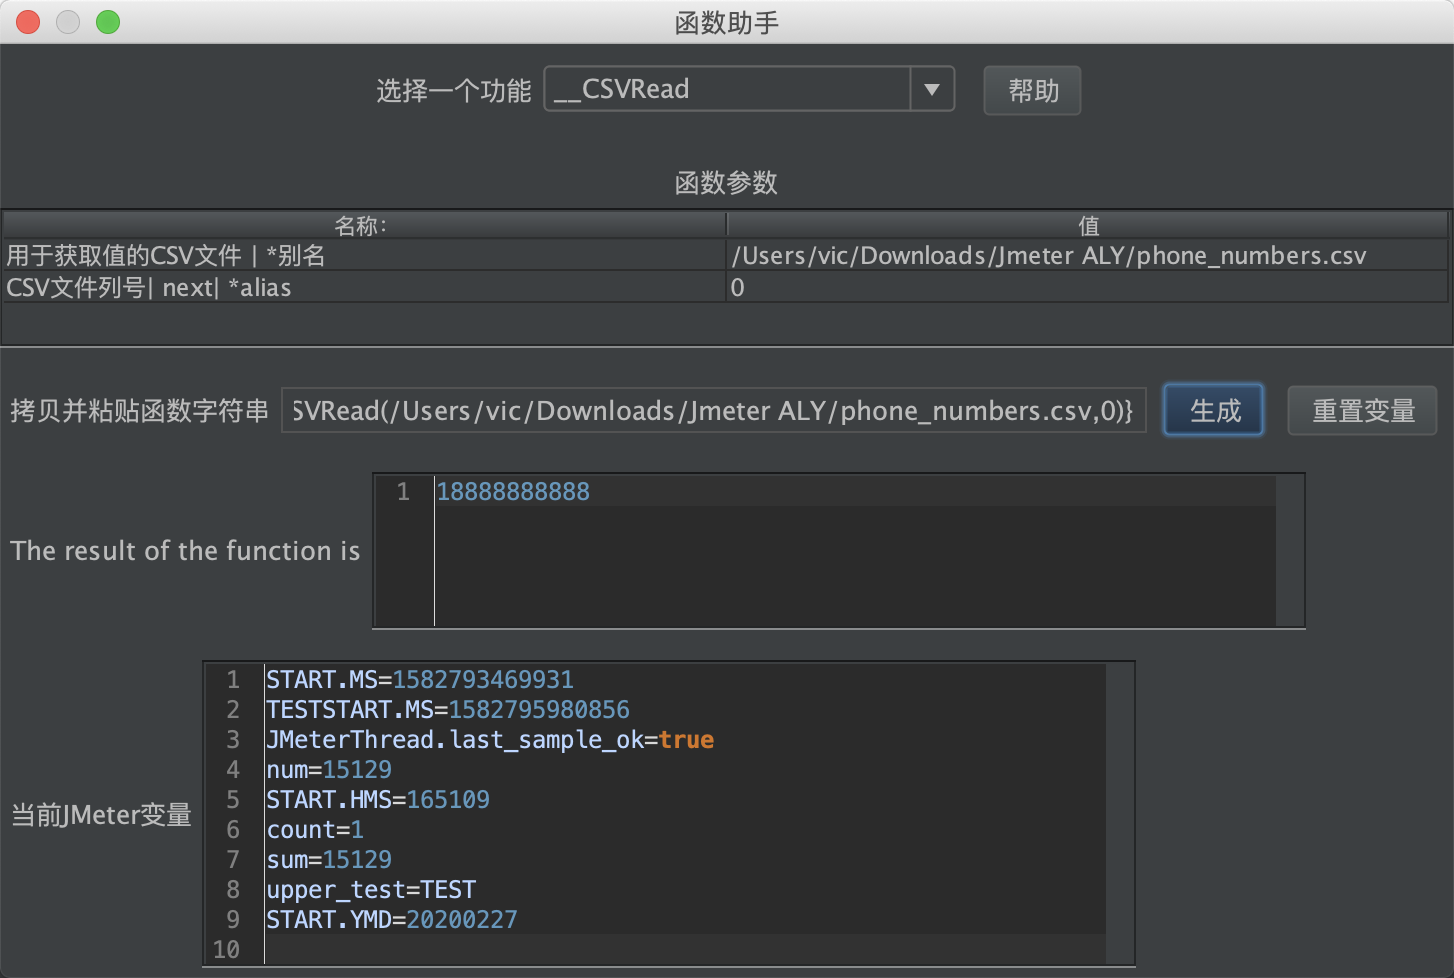 函数助手
选择一个功能 __CSVRead 帮助
函数参数
名称: 值
用于获取值的CSV文件 | *别名 /Users/vic/Downloads/Jmeter ALY/phone_numbers.csv
CSV文件列号| next| *alias 0
拷贝并粘贴函数字符串 SVRead(/Users/vic/Downloads/Jmeter ALY/phone_numbers.csv,0)} 生成 重置变量
The result of the function is
1 18888888888
当前JMeter变量
1 START.MS=1582793469931
2 TESTSTART.MS=1582795980856
3 JMeterThread.last_sample_ok=true
4 num=15129
5 START.HMS=165109
6 count=1
7 sum=15129
8 upper_test=TEST
9 START.YMD=20200227
10